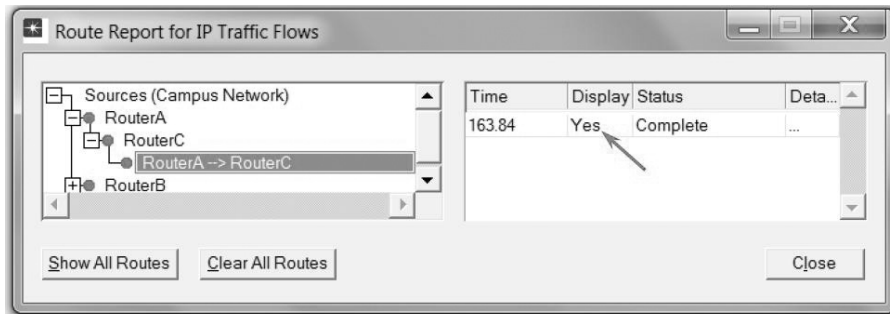 Route Report for IP Traffic Flows
Sources (Campus Network)
RouterA
RouterC
RouterA --> RouterC
RouterB
Time Display Status Deta...
163.84 Yes Complete ...
Show All Routes Clear All Routes Close